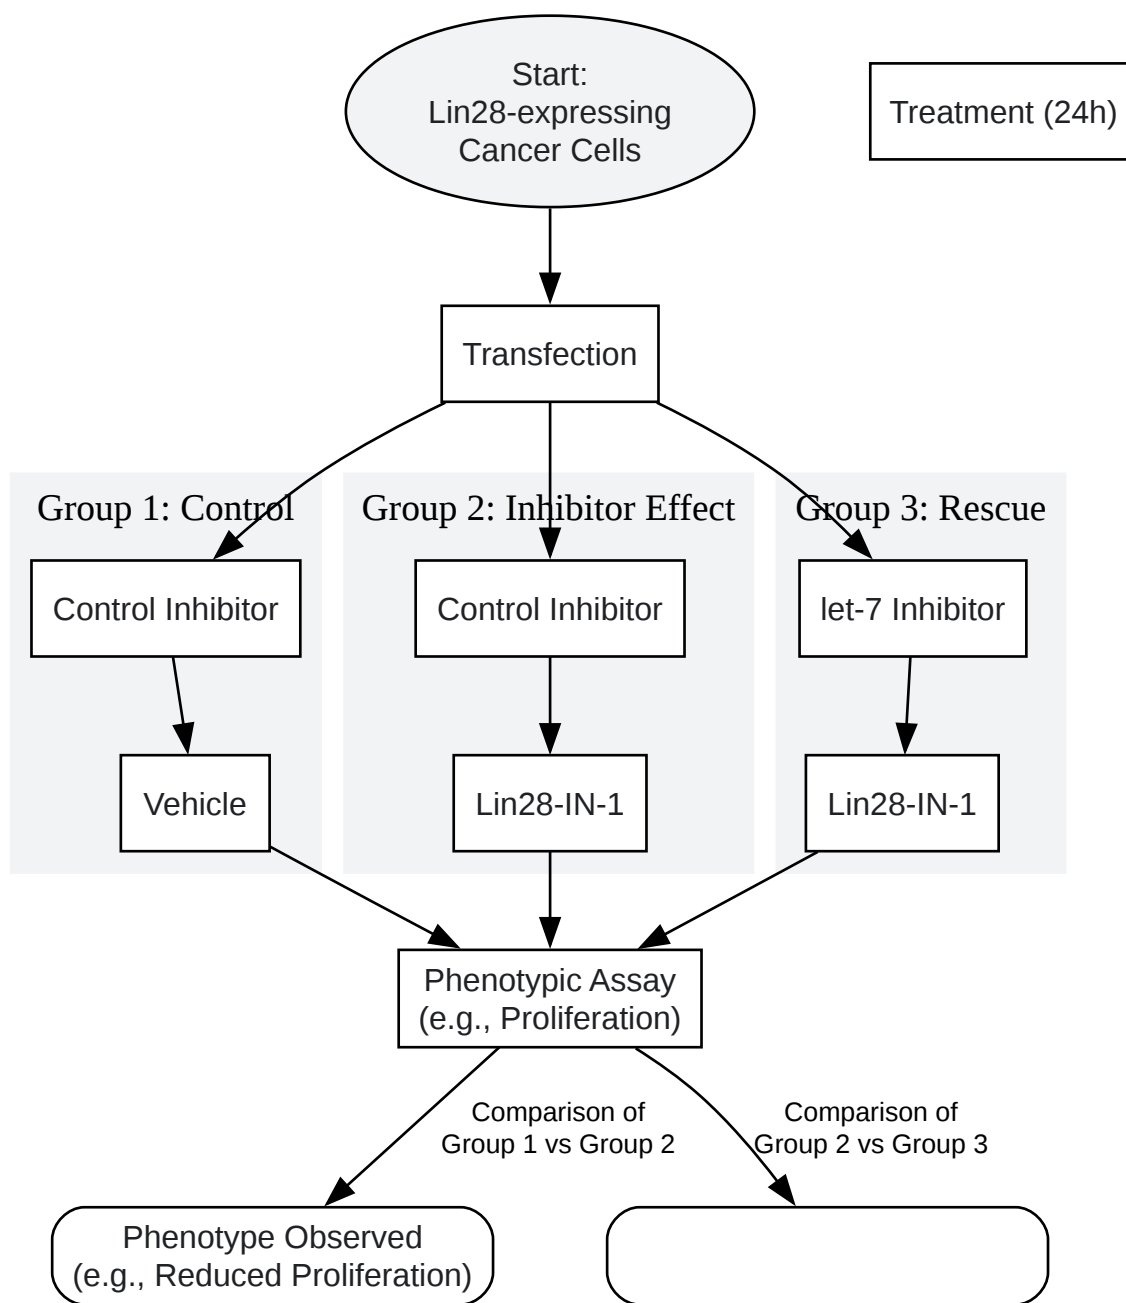 Start:
Lin28-expressing
Cancer Cells
Treatment (24h)
Transfection
Group 1: Control
Group 2: Inhibitor Effect
Group 3: Rescue
Control Inhibitor
Control Inhibitor
let-7 Inhibitor
Vehicle
Lin28-IN-1
Lin28-IN-1
Phenotypic Assay
(e.g., Proliferation)
Comparison of
Group 1 vs Group 2
Comparison of
Group 2 vs Group 3
Phenotype Observed
(e.g., Reduced Proliferation)